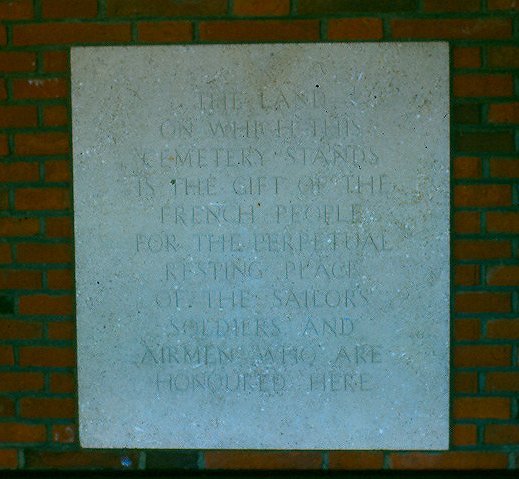 THE LAND
ON WHICH THIS
CEMETERY STANDS
IS THE GIFT OF THE
FRENCH PEOPLE
FOR THE PERPETUAL
RESTING PLACE
OF THE SAILORS
SOLDIERS AND
AIRMEN WHO ARE
HONOURED HERE